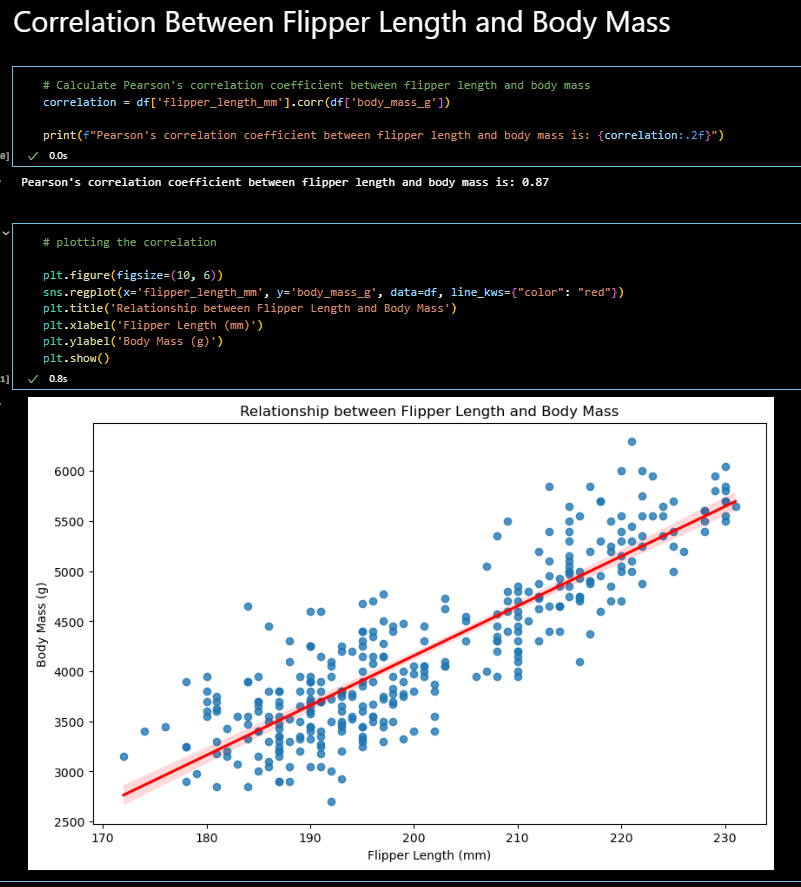 Correlation Between Flipper Length and Body Mass
# Calculate Pearson's correlation coefficient between flipper length and body mass
correlation = df['flipper_length_mm'].corr(df['body_mass_g'])
print(f"Pearson's correlation coefficient between flipper length and body mass is: {correlation:.2f}")
0]
0.0s
Pearson's correlation coefficient between flipper length and body mass is: 0.87
# plotting the correlation
plt.figure(figsize=(10, 6))
sns.regplot(x='flipper_length_mm', y='body_mass_g', data=df, line_kws={"color": "red"})
plt.title('Relationship between Flipper Length and Body Mass')
plt.xlabel('Flipper Length (mm)')
plt.ylabel('Body Mass (g)')
plt.show()
1]
0.8s
Relationship between Flipper Length and Body Mass
Body Mass (g)
6000
5500
5000
4500
4000
3500
3000
2500
170 180 190 200 210 220 230
Flipper Length (mm)